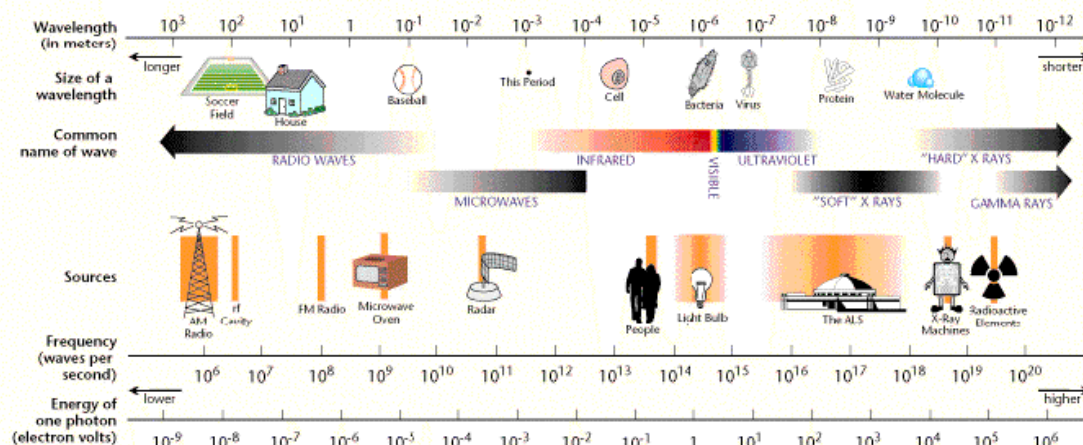 Wavelength (in meters) 10³ 10² 10¹ 1 10⁻¹ 10⁻² 10⁻³ 10⁻⁴ 10⁻⁵ 10⁻⁶ 10⁻⁷ 10⁻⁸ 10⁻⁹ 10⁻¹⁰ 10⁻¹¹ 10⁻¹²
longer shorter
Size of a wavelength
Soccer Field
House
Baseball
This Period
Cell
Bacteria
Virus
Protein
Water Molecule
Common name of wave
RADIO WAVES
INFRARED
VISIBLE
ULTRAVIOLET
"HARD" X RAYS
MICROWAVES
"SOFT" X RAYS
GAMMA RAYS
Sources
AM Radio
rf Cavity
FM Radio
Microwave Oven
Radar
People
Light Bulb
The ALS
X-Ray Machines
Radioactive Elements
Frequency (waves per second) 10⁶ 10⁷ 10⁸ 10⁹ 10¹⁰ 10¹¹ 10¹² 10¹³ 10¹⁴ 10¹⁵ 10¹⁶ 10¹⁷ 10¹⁸ 10¹⁹ 10²⁰
lower higher
Energy of one photon (electron volts) 10⁻⁹ 10⁻⁸ 10⁻⁷ 10⁻⁶ 10⁻⁵ 10⁻⁴ 10⁻³ 10⁻² 10⁻¹ 1 10¹ 10² 10³ 10⁴ 10⁵ 10⁶